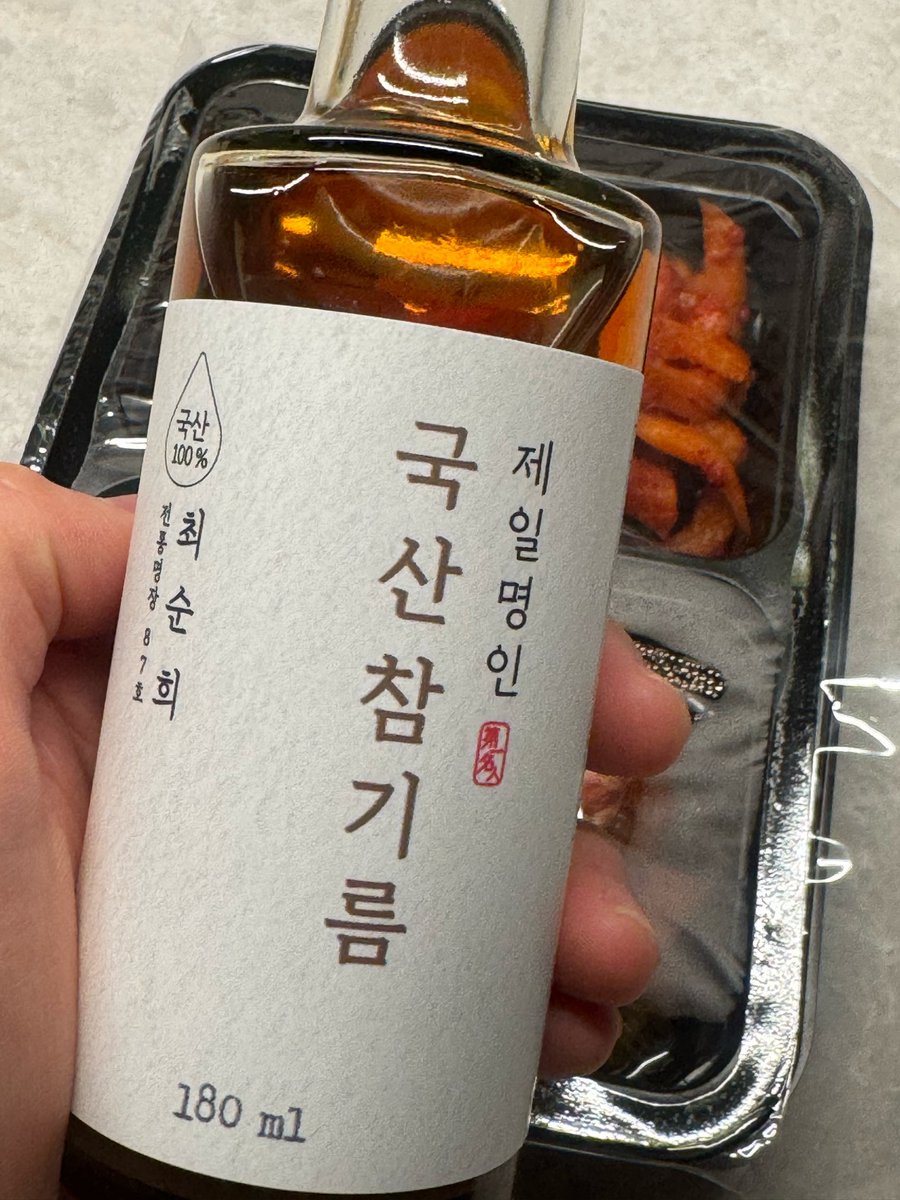 제일명인
국산참기름
국산
100%
최순희
전통명장 87호
180 ml